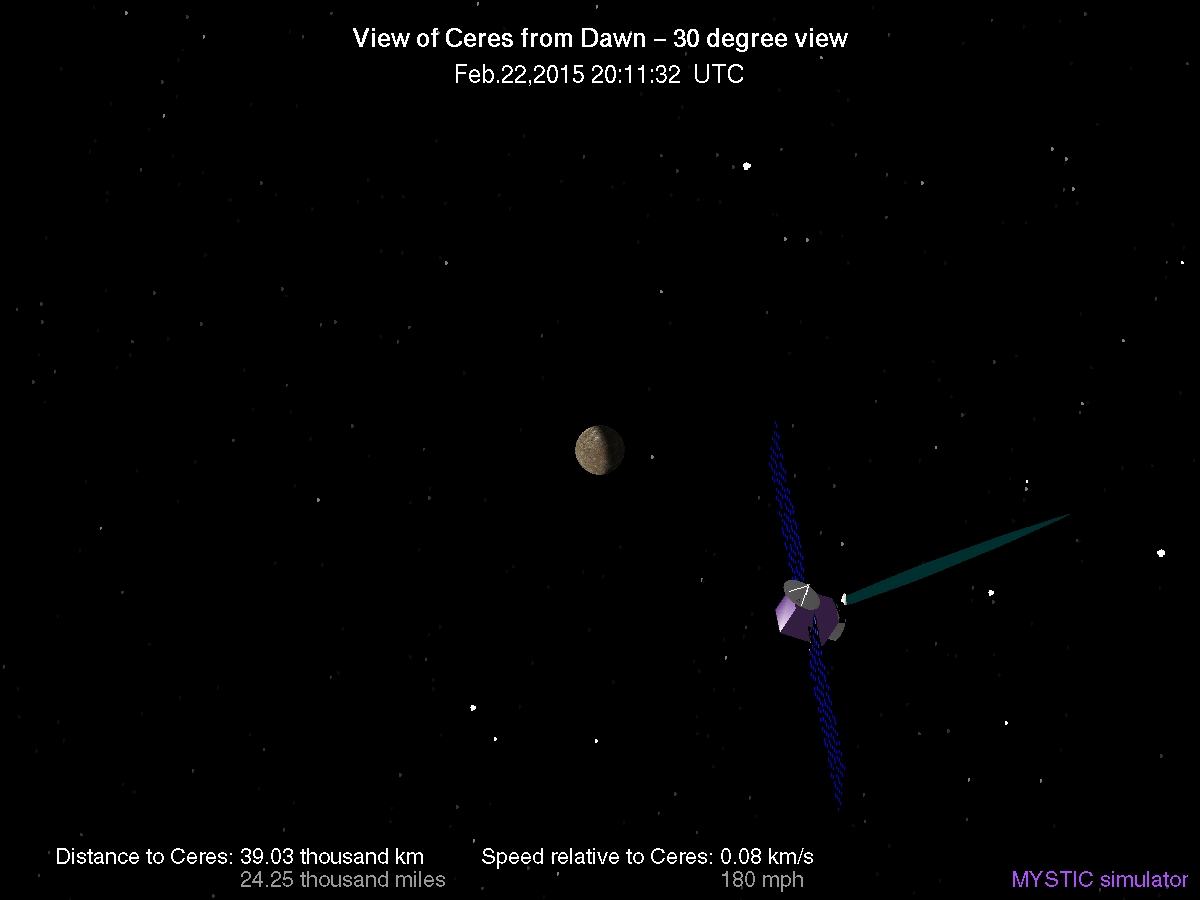 View of Ceres from Dawn – 30 degree view
Feb.22,2015 20:11:32 UTC
Distance to Ceres: 39.03 thousand km
24.25 thousand miles
Speed relative to Ceres: 0.08 km/s
180 mph
MYSTIC simulator